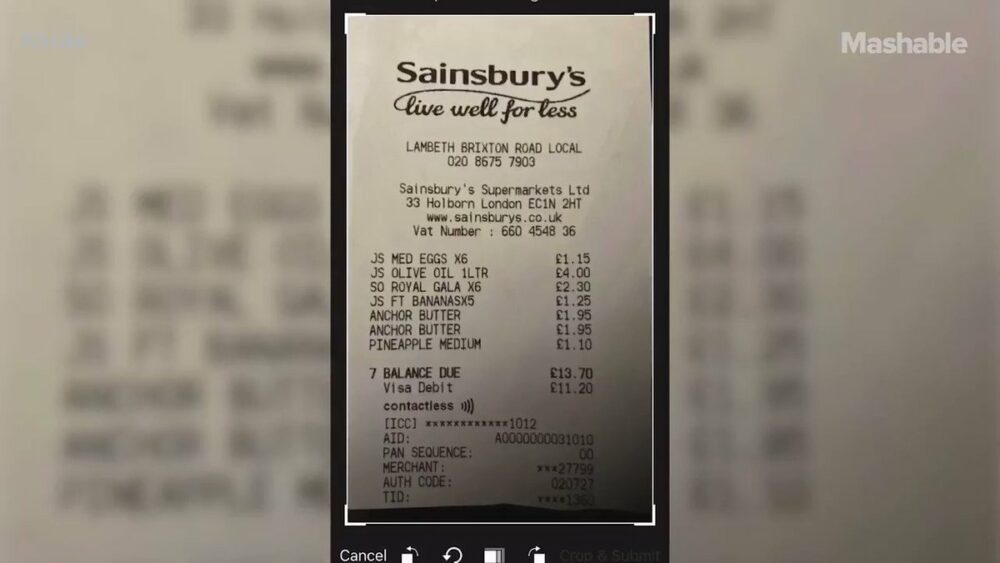 Mashable
Sainsbury's
live well for less
LAMBETH BRIXTON ROAD LOCAL
020 8675 7903
Sainsbury's Supermarkets Ltd
33 Holborn London EC1N 2HT
www.sainsburys.co.uk
Vat Number : 660 4548 36
JS MED EGGS X6 £1.15
JS OLIVE OIL 1LTR £4.00
SO ROYAL GALA X6 £2.30
JS FT BANANASX5 £1.25
ANCHOR BUTTER £1.95
ANCHOR BUTTER £1.95
PINEAPPLE MEDIUM £1.10
7 BALANCE DUE £13.70
Visa Debit £11.20
contactless
[ICC] ************1012
AID: A0000000031010
PAN SEQUENCE: 00
MERCHANT: ***27799
AUTH CODE: 020727
TID: ****1360
Cancel Crop & Submit